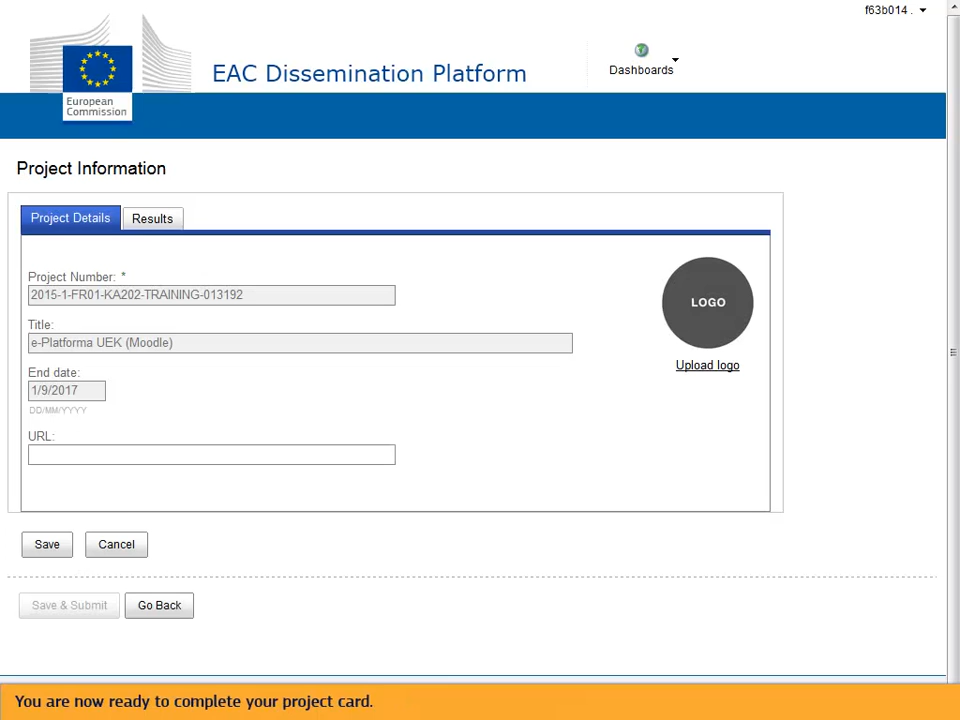 f63b014 .
EAC Dissemination Platform
Dashboards
European
Commission
Project Information
Project Details
Results
Project Number: *
2015-1-FR01-KA202-TRAINING-013192
LOGO
Title:
e-Platforma UEK (Moodle)
Upload logo
End date:
1/9/2017
DD/MM/YYYY
URL:
Save
Cancel
Save & Submit
Go Back
You are now ready to complete your project card.